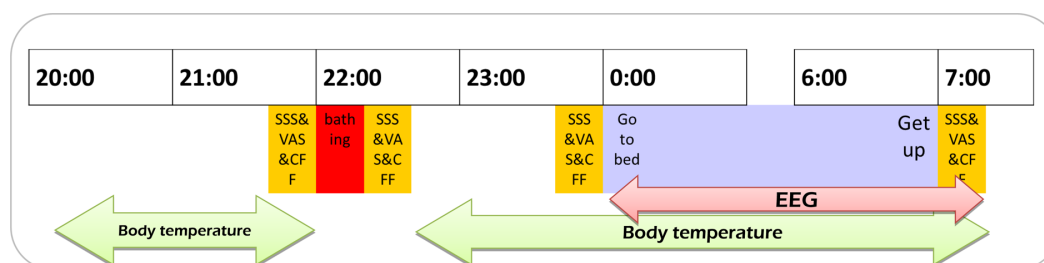 20:00 21:00 22:00 23:00 0:00 6:00 7:00
SSS&
VAS
&CF
F
bath
ing
SSS
&VA
S&C
FF
SSS
&VA
S&C
FF
Go
to
bed
Get
up
SSS&
VAS
&CF
F
EEG
Body temperature
Body temperature